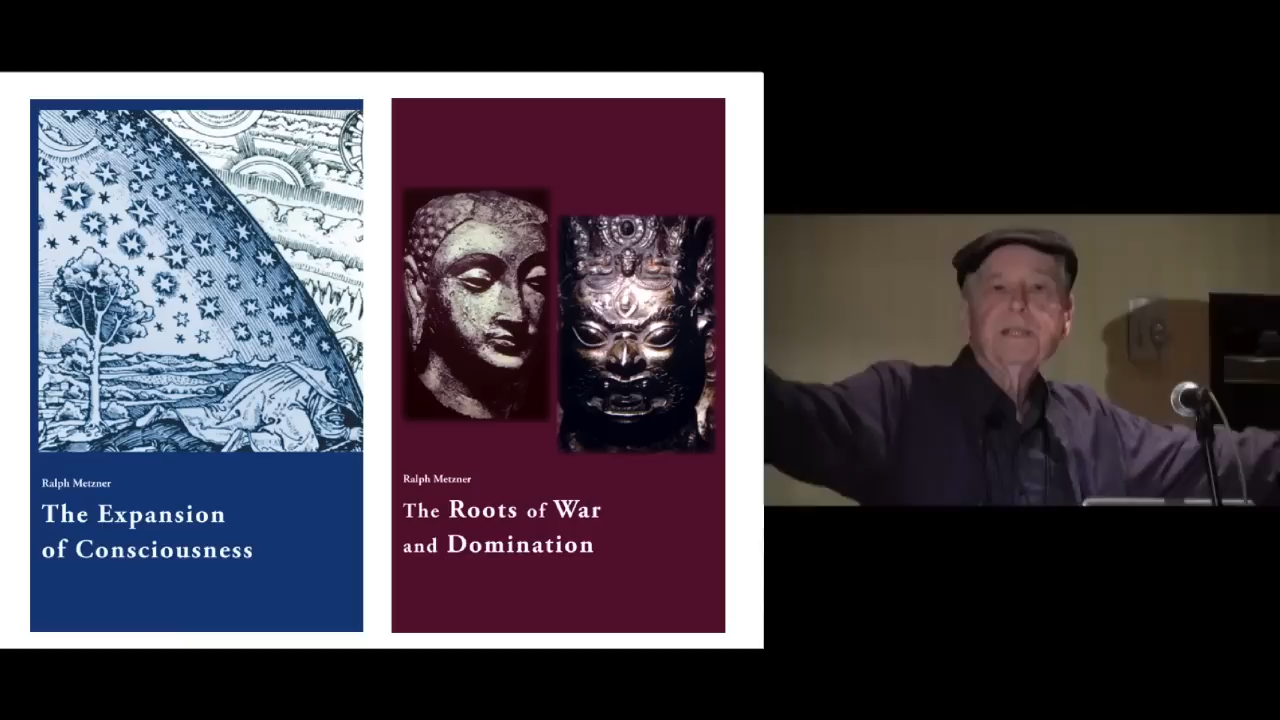 Ralph Metzner
The Expansion
of Consciousness
Ralph Metzner
The Roots of War
and Domination